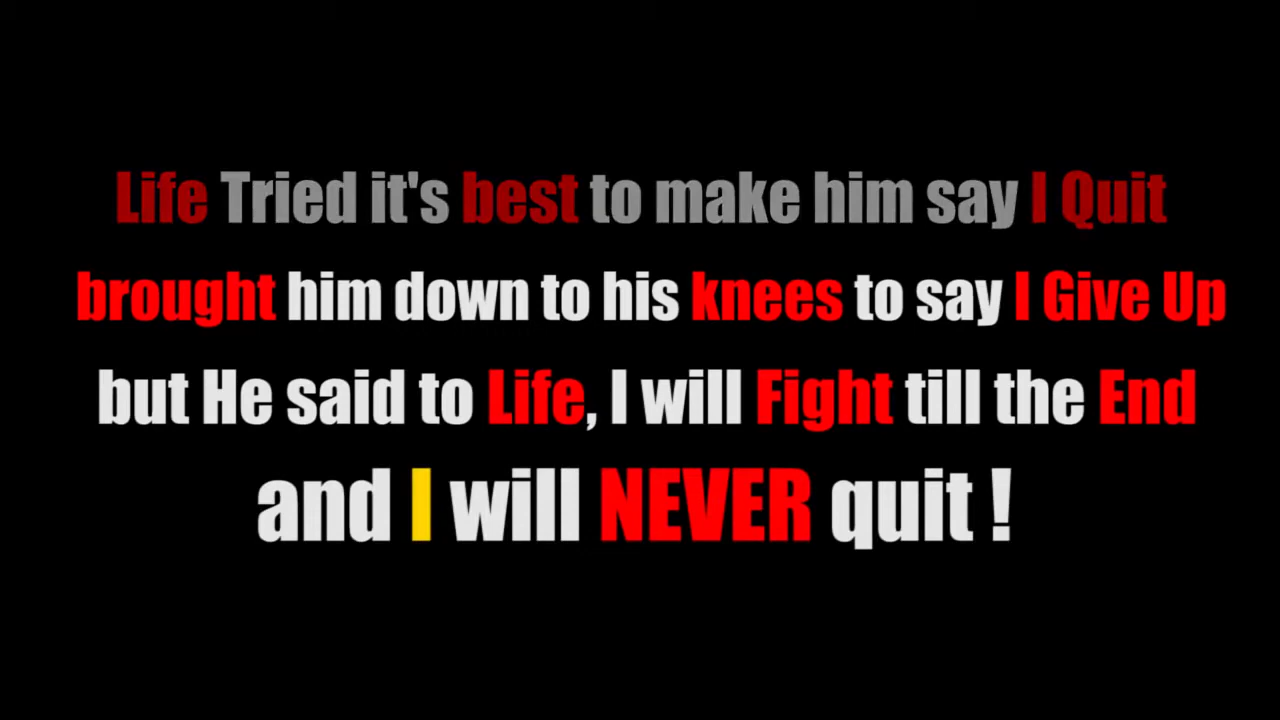 Life Tried it's best to make him say I Quit
brought him down to his knees to say I Give Up
but He said to Life, I will Fight till the End
and I will NEVER quit !